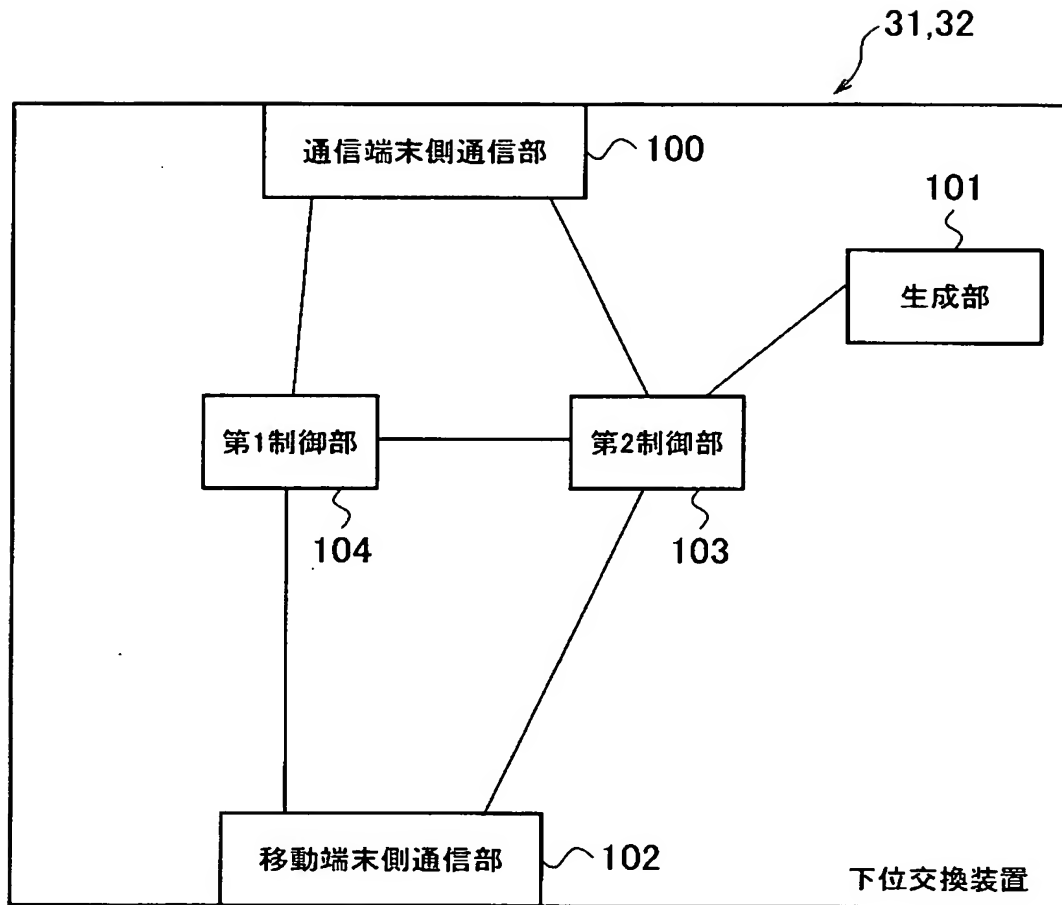 31,32
通信端末側通信部
100
101
生成部
第1制御部
第2制御部
104
103
移動端末側通信部
102
下位交換装置